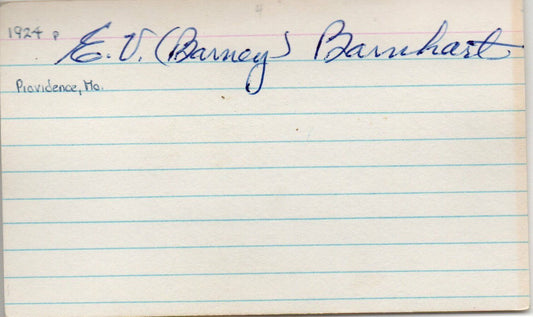 1924 P E.V. (Barney) Barnhart
Providence, Mo.